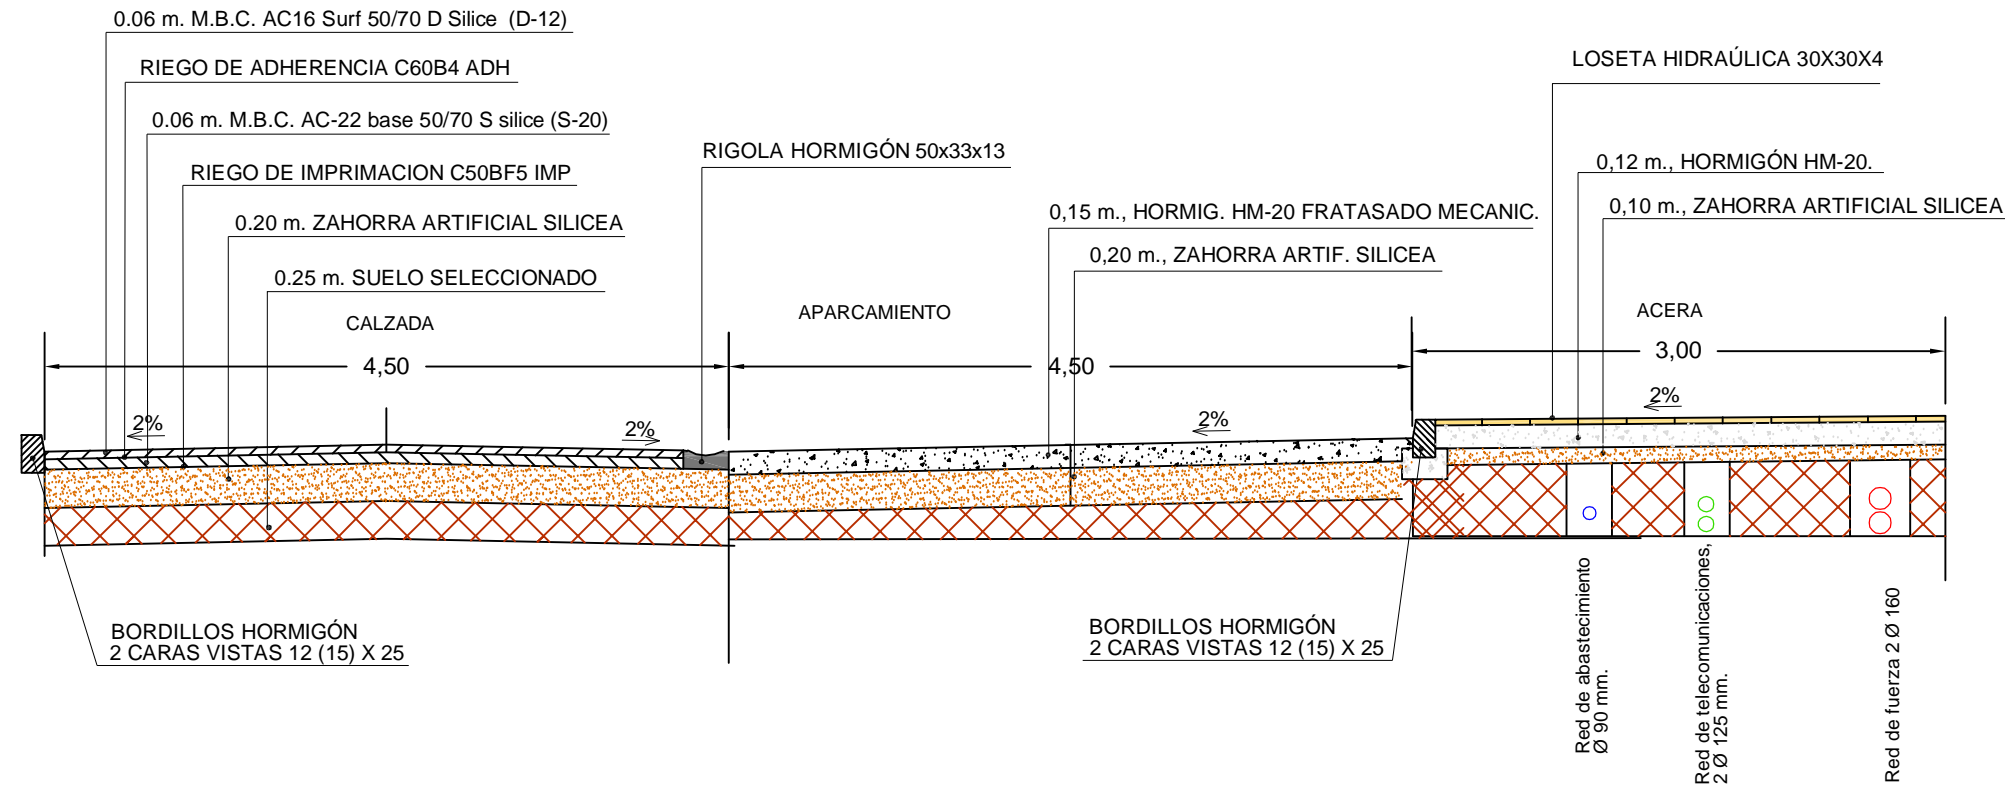 0.06 m. M.B.C. AC16 Surf 50/70 D Silice (D-12)
RIEGO DE ADHERENCIA C60B4 ADH
0.06 m. M.B.C. AC-22 base 50/70 S silice (S-20)
RIEGO DE IMPRIMACION C50BF5 IMP
0.20 m. ZAHORRA ARTIFICIAL SILICEA
0.25 m. SUELO SELECCIONADO
RIGOLA HORMIGÓN 50x33x13
0,15 m., HORMIG. HM-20 FRATASADO MECANIC.
0,20 m., ZAHORRA ARTIF. SILICEA
LOSETA HIDRAÚLICA 30X30X4
0,12 m., HORMIGÓN HM-20.
0,10 m., ZAHORRA ARTIFICIAL SILICEA
CALZADA
APARCAMIENTO
ACERA
4,50
4,50
3,00
2%
2%
2%
2%
BORDILLOS HORMIGÓN
2 CARAS VISTAS 12 (15) X 25
BORDILLOS HORMIGÓN
2 CARAS VISTAS 12 (15) X 25
Red de abastecimiento
Ø 90 mm.
Red de telecomunicaciones,
2 Ø 125 mm.
Red de fuerza 2 Ø 160